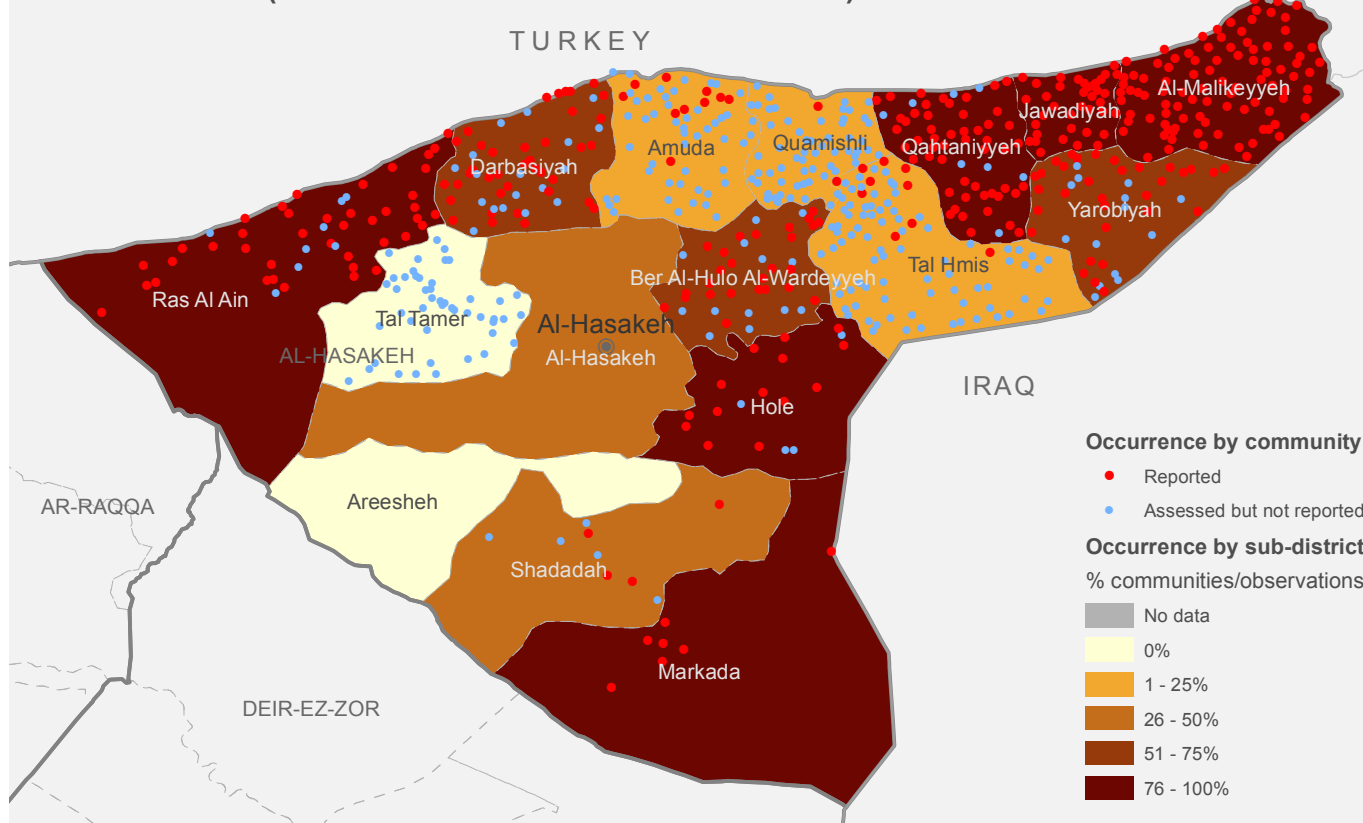 TURKEY
Al-Malikeyyeh
Jawadiyah
Amuda
Quamishli
Qahtaniyyeh
Darbasiyah
Yarobiyah
Tal Hmis
Ber Al-Hulo Al-Wardeyyeh
Ras Al Ain
Tal Tamer
Al-Hasakeh
AL-HASAKEH
Al-Hasakeh
IRAQ
Hole
Areesheh
AR-RAQQA
Shadadah
Markada
DEIR-EZ-ZOR
Occurrence by community
Reported
Assessed but not reported
Occurrence by sub-district
% communities/observations
No data
0%
1 - 25%
26 - 50%
51 - 75%
76 - 100%